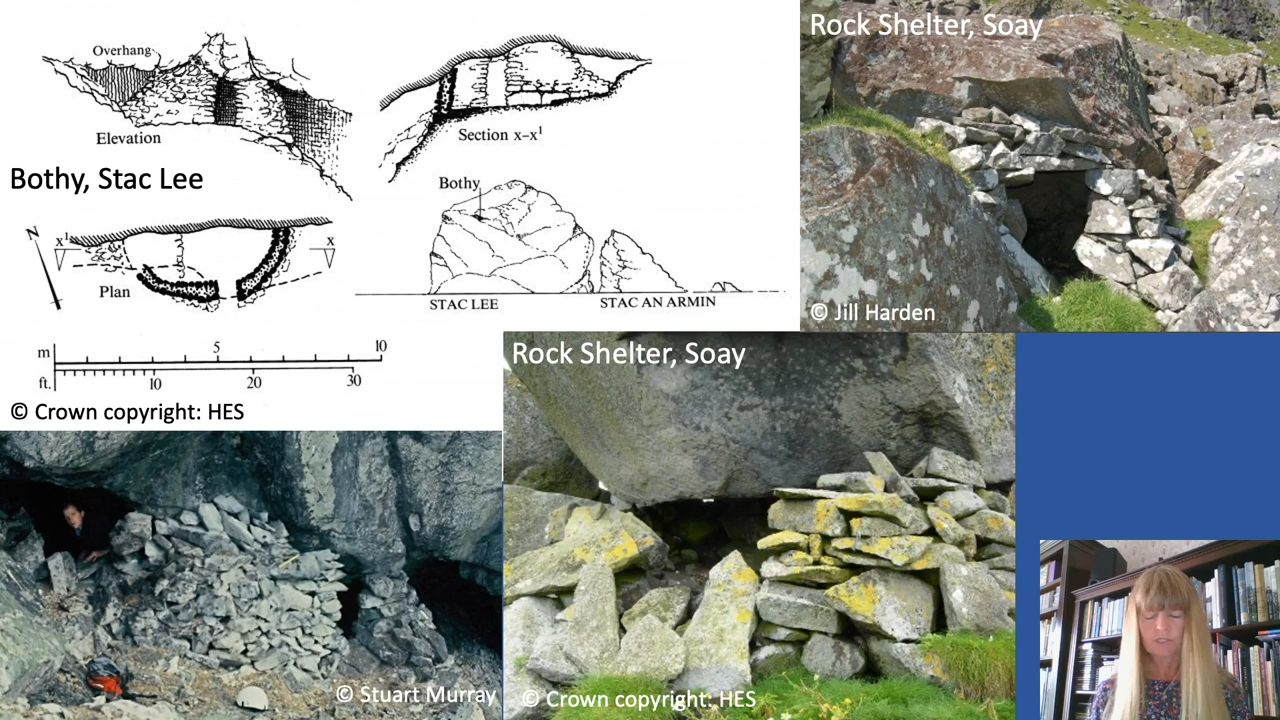 Overhang
Elevation
Section x–x¹
Bothy, Stac Lee
Bothy
N
x¹
x
Plan
STAC LEE
STAC AN ARMIN
m
5
10
ft.
10
20
30
© Crown copyright: HES
Rock Shelter, Soay
© Jill Harden
Rock Shelter, Soay
© Stuart Murray
© Crown copyright: HES